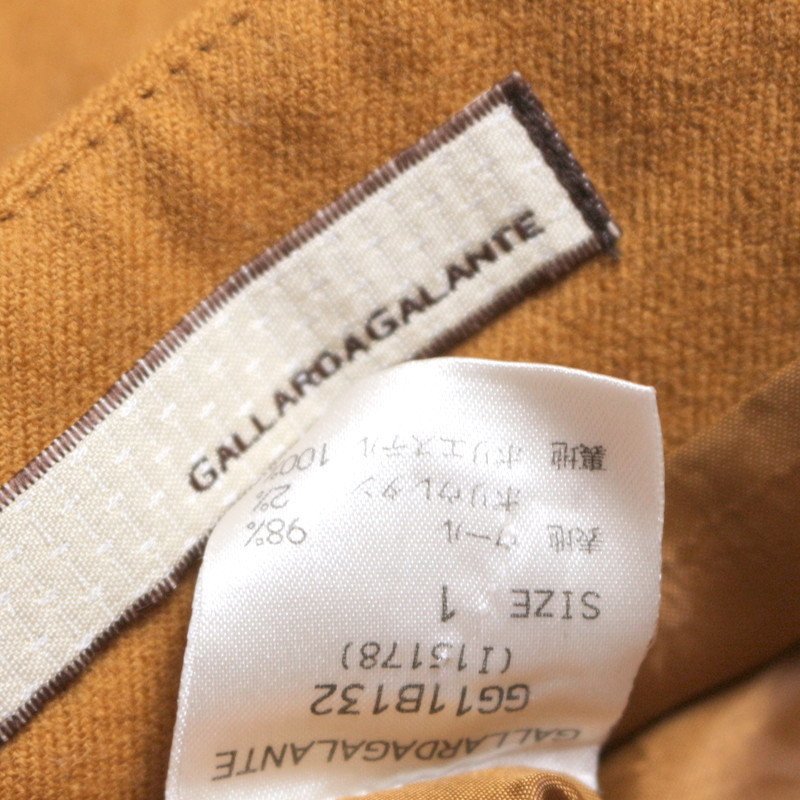 GALLARDAGALANTE
GALLARDAGALANTE
GG11B132
(I15178)
SIZE 1
表地 ウール 98%
ポリウレタン 2%
裏地 ポリエステル 100%